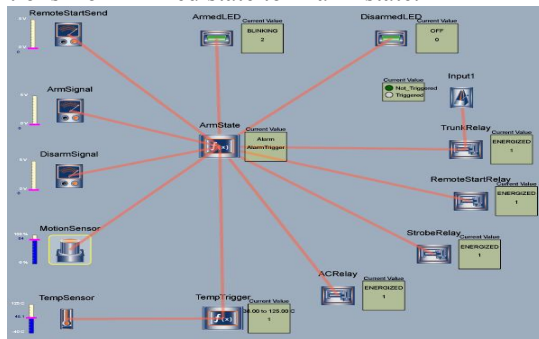 RemoteStartSend
ArmedLED
Current Value
BLINKING
2
DisarmedLED
Current Value
OFF
0
Current Value
Not_Triggered
Triggered
Input1
ArmSignal
ArmState
Current Value
Alarm
AlarmTrigger
TrunkRelay
Current Value
ENERGIZED
1
DisarmSignal
RemoteStartRelay
Current Value
ENERGIZED
1
MotionSensor
StrobeRelay
Current Value
ENERGIZED
1
ACRelay
Current Value
ENERGIZED
1
TempSensor
TempTrigger
Current Value
1